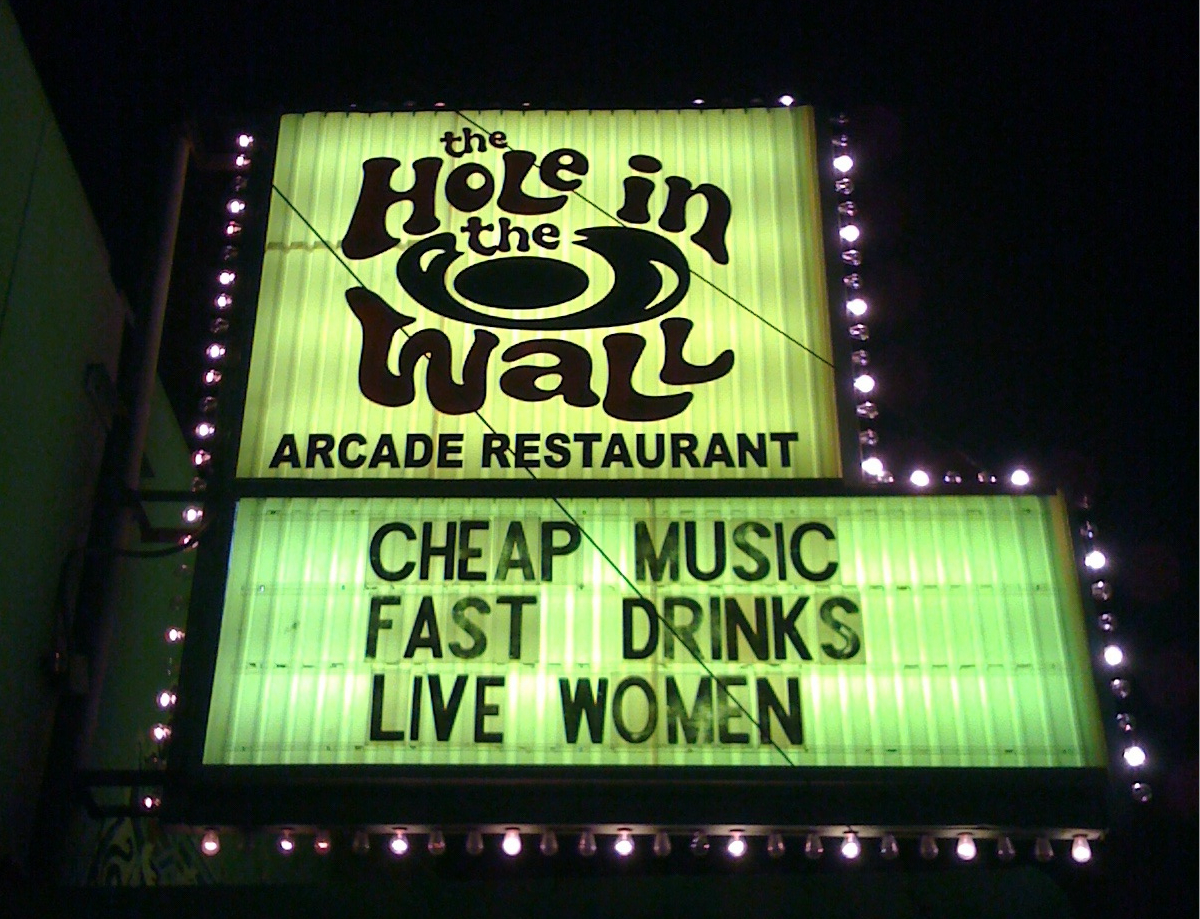 the
Hole in
the
Wall
ARCADE RESTAURANT
CHEAP MUSIC
FAST DRINKS
LIVE WOMEN